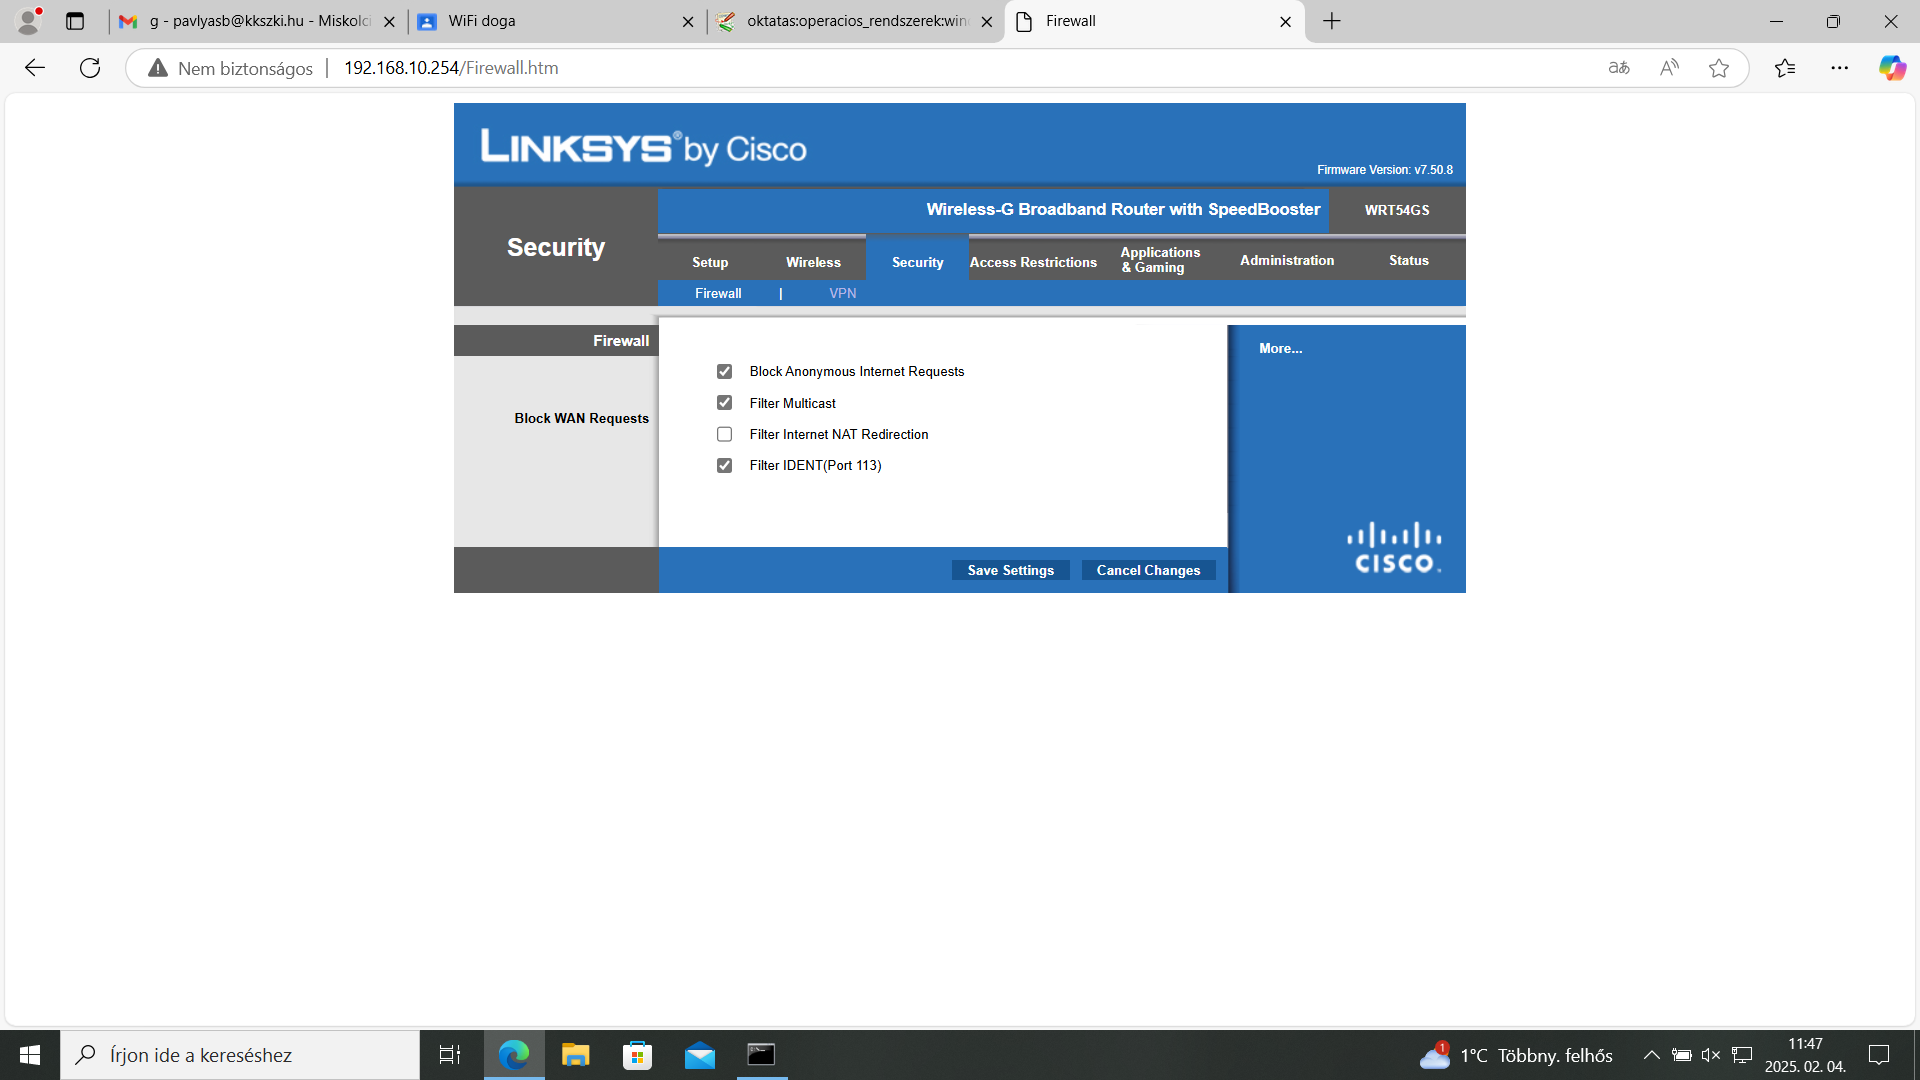 g - pavlyasb@kkszki.hu - Miskolci
WiFi doga
oktatas:operacios_rendszerek:win
Firewall
Nem biztonságos
192.168.10.254/Firewall.htm
LINKSYS® by Cisco
Firmware Version: v7.50.8
Wireless-G Broadband Router with SpeedBooster
WRT54GS
Security
Setup
Wireless
Security
Access Restrictions
Applications
& Gaming
Administration
Status
Firewall
|
VPN
Firewall
Block WAN Requests
Block Anonymous Internet Requests
Filter Multicast
Filter Internet NAT Redirection
Filter IDENT(Port 113)
More...
CISCO.
Save Settings
Cancel Changes
Írjon ide a kereséshez
1
1°C Többny. felhős
11:47
2025. 02. 04.